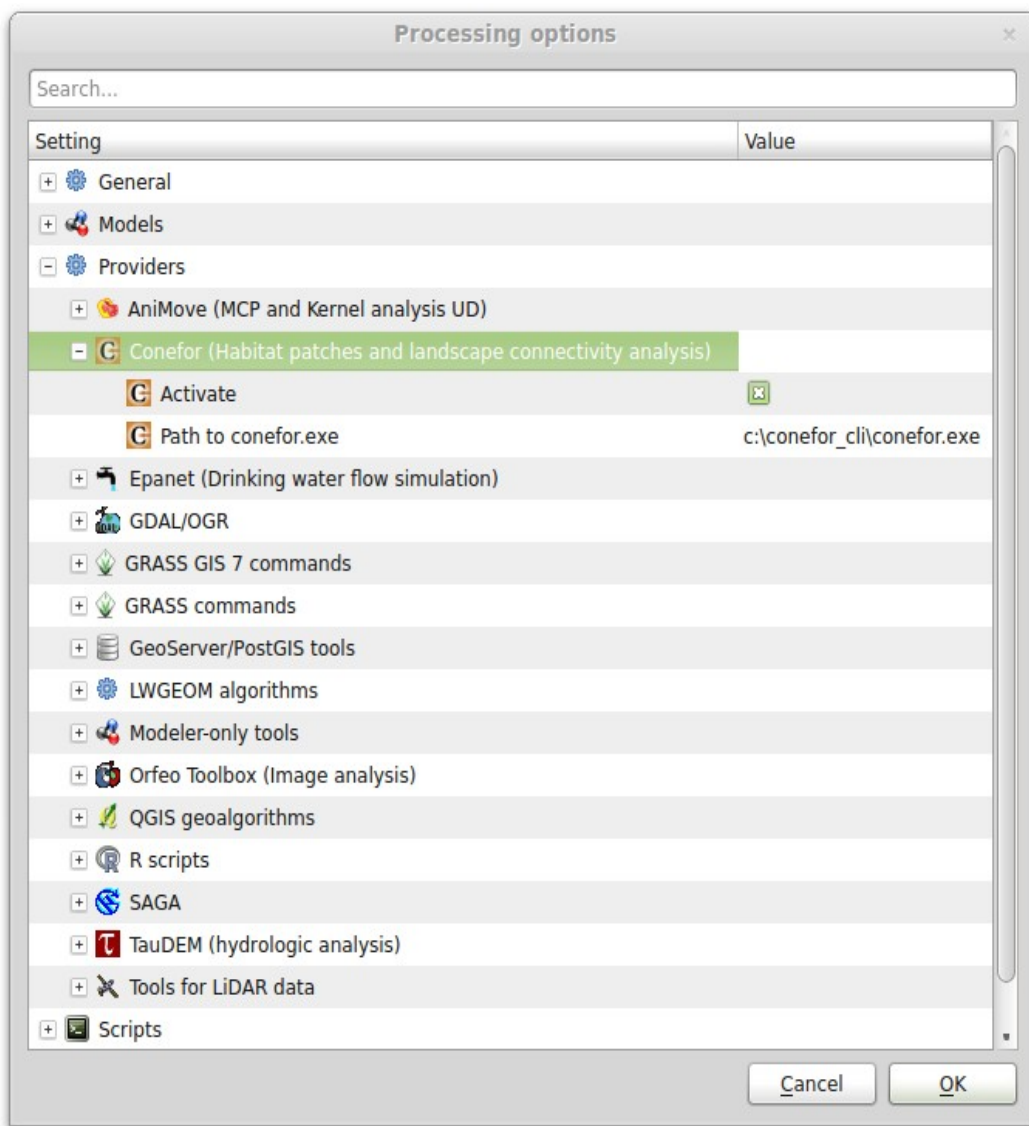 Processing options
Search...
Setting Value
General
Models
Providers
AniMove (MCP and Kernel analysis UD)
Conefor (Habitat patches and landscape connectivity analysis)
Activate
Path to conefor.exe c:\conefor_cli\conefor.exe
Epanet (Drinking water flow simulation)
GDAL/OGR
GRASS GIS 7 commands
GRASS commands
GeoServer/PostGIS tools
LWGEOM algorithms
Modeler-only tools
Orfeo Toolbox (Image analysis)
QGIS geoalgorithms
R scripts
SAGA
TauDEM (hydrologic analysis)
Tools for LiDAR data
Scripts
Cancel OK